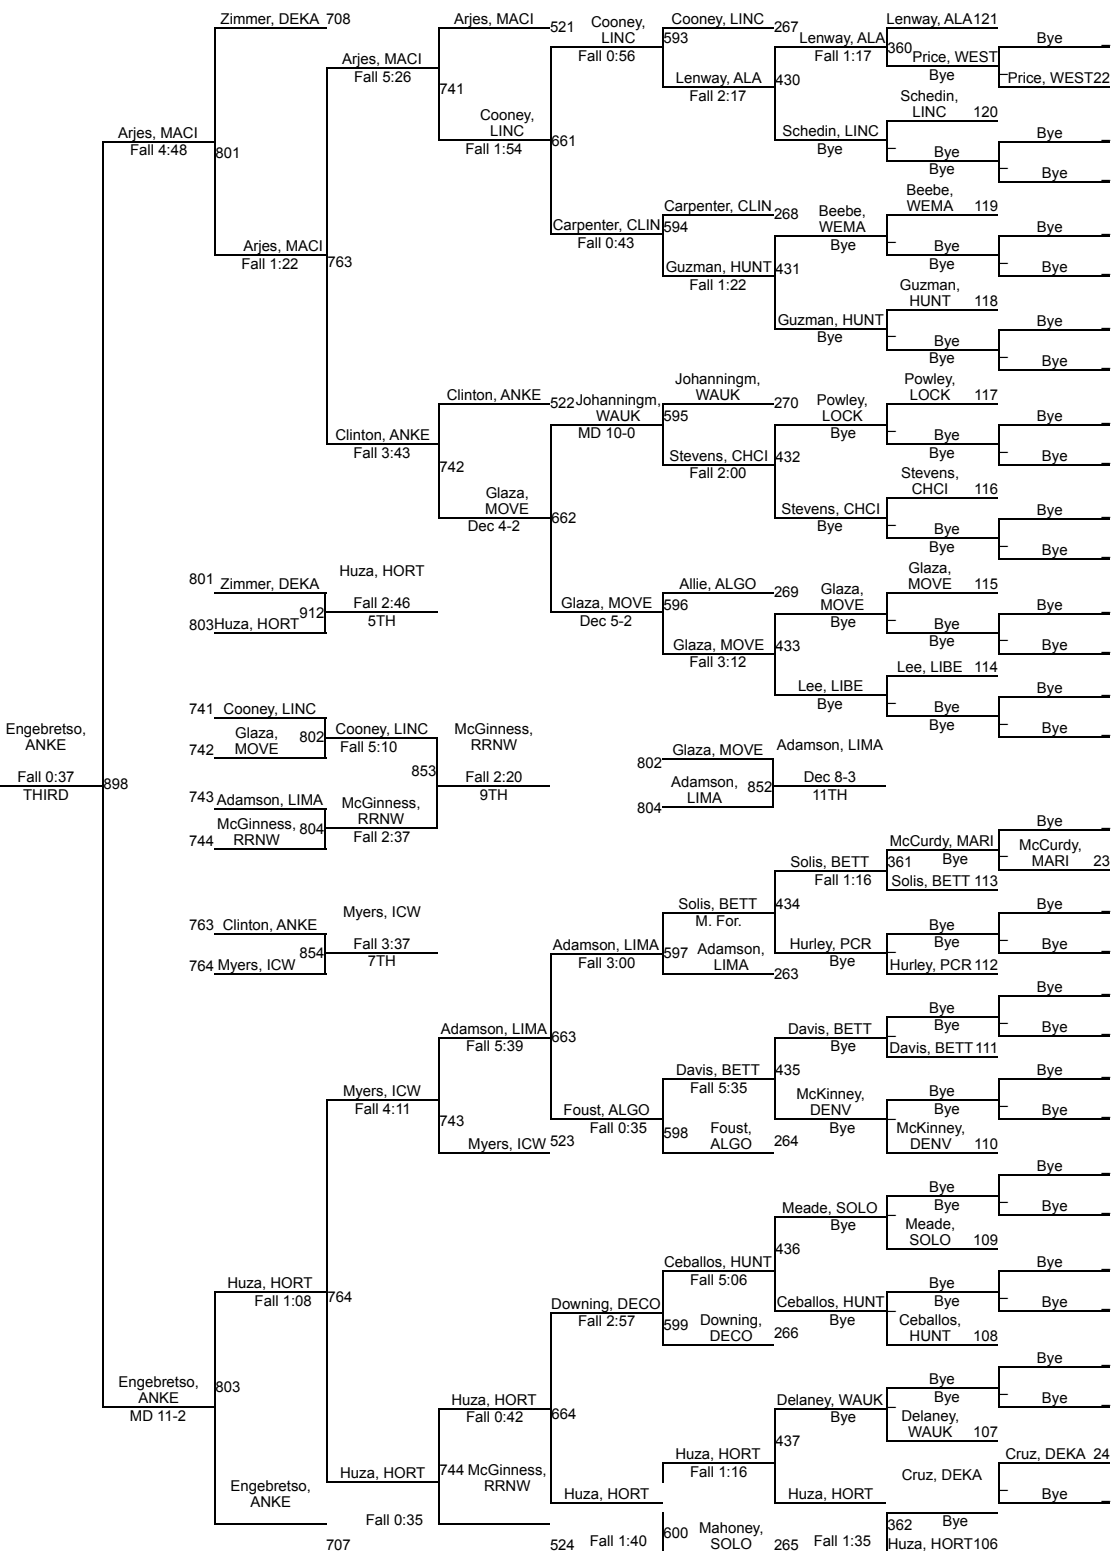 Zimmer, DEKA 708
Arjes, MACI
Fall 4:48
801
Arjes, MACI
Fall 1:22
Arjes, MACI
Fall 5:26
763
Clinton, ANKE
Fall 3:43
Arjes, MACI
521
741
Cooney,
LINC
Fall 1:54
Clinton, ANKE
522
742
Glaza,
MOVE
Dec 4-2
Cooney,
LINC
Fall 0:56
661
Carpenter, CLIN
Fall 0:43
Johanningm,
WAUK
MD 10-0
662
Glaza, MOVE
Dec 5-2
Cooney, LINC
267
593
Lenway, ALA
Fall 2:17
Carpenter, CLIN
268
594
Guzman, HUNT
Fall 1:22
Johanningm,
WAUK
270
595
Stevens, CHCI
Fall 2:00
Allie, ALGO
269
596
Glaza, MOVE
Fall 3:12
Lenway, ALA
Fall 1:17
430
Schedin, LINC
Bye
Beebe,
WEMA
Bye
431
Guzman, HUNT
Bye
Powley,
LOCK
Bye
432
Stevens, CHCI
Bye
Glaza,
MOVE
Bye
433
Lee, LIBE
Bye
Lenway, ALA 121
360
Price, WEST
Bye
Schedin,
LINC 120
Bye
Bye
Beebe,
WEMA 119
Bye
Bye
Guzman,
HUNT 118
Bye
Bye
Powley,
LOCK 117
Bye
Bye
Stevens,
CHCI 116
Bye
Bye
Glaza,
MOVE 115
Bye
Bye
Lee, LIBE 114
Bye
Bye
Bye
Price, WEST 22
Bye
Bye
Bye
Bye
Bye
Bye
Bye
Bye
Bye
Bye
Bye
Bye
Bye
Bye
801 Zimmer, DEKA
803 Huza, HORT
912
Huza, HORT
Fall 2:46
5TH
741 Cooney, LINC
742
Glaza,
MOVE
802
Cooney, LINC
Fall 5:10
743 Adamson, LIMA
744
McGinness,
RRNW
804
McGinness,
RRNW
Fall 2:37
853
McGinness,
RRNW
Fall 2:20
9TH
802
Glaza, MOVE
804
Adamson,
LIMA
852
Adamson, LIMA
Dec 8-3
11TH
Engebretso,
ANKE
Fall 0:37
THIRD
898
763 Clinton, ANKE
764 Myers, ICW
854
Myers, ICW
Fall 3:37
7TH
Engebretso,
ANKE
MD 11-2
803
Huza, HORT
Fall 1:08
Engebretso,
ANKE
707
764
Myers, ICW
Fall 4:11
Huza, HORT
Fall 0:35
Adamson, LIMA
Fall 5:39
743
Myers, ICW 523
Huza, HORT
Fall 0:42
744
McGinness,
RRNW
524
Adamson, LIMA
Fall 3:00
663
Foust, ALGO
Fall 0:35
Downing, DECO
Fall 2:57
664
Huza, HORT
Fall 1:40
Solis, BETT
M. For.
597
Adamson,
LIMA
263
Davis, BETT
Fall 5:35
598
Foust,
ALGO
264
Ceballos, HUNT
Fall 5:06
599
Downing,
DECO
266
Huza, HORT
Fall 1:16
600
Mahoney,
SOLO
265
Solis, BETT
Fall 1:16
434
Hurley, PCR
Bye
Davis, BETT
Bye
435
McKinney,
DENV
Bye
Meade, SOLO
Bye
436
Ceballos, HUNT
Bye
Delaney, WAUK
Bye
437
Huza, HORT
Fall 1:35
McCurdy, MARI
361
Bye
Solis, BETT 113
Bye
Bye
Hurley, PCR 112
Bye
Bye
Davis, BETT 111
Bye
Bye
McKinney,
DENV 110
Bye
Bye
Meade,
SOLO 109
Bye
Bye
Ceballos,
HUNT 108
Bye
Bye
Delaney,
WAUK 107
Cruz, DEKA
362
Bye
Huza, HORT 106
Bye
McCurdy,
MARI 23
Bye
Bye
Bye
Bye
Bye
Bye
Bye
Bye
Bye
Bye
Bye
Bye
Cruz, DEKA 24
Bye